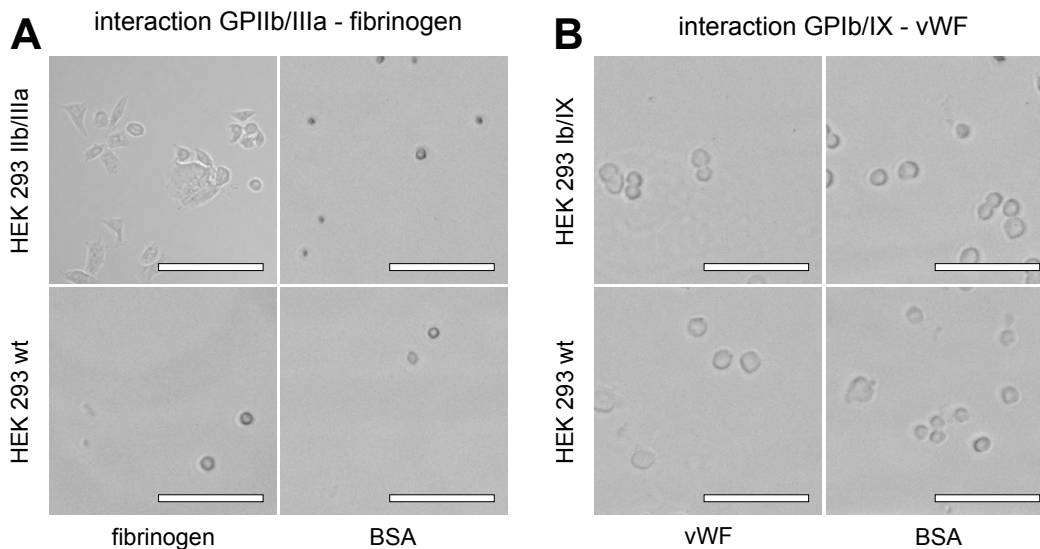 A
interaction GPIIb/IIIa - fibrinogen
HEK 293 IIb/IIIa
HEK 293 wt
fibrinogen
BSA
B
interaction GPIb/IX - vWF
HEK 293 Ib/IX
HEK 293 wt
vWF
BSA